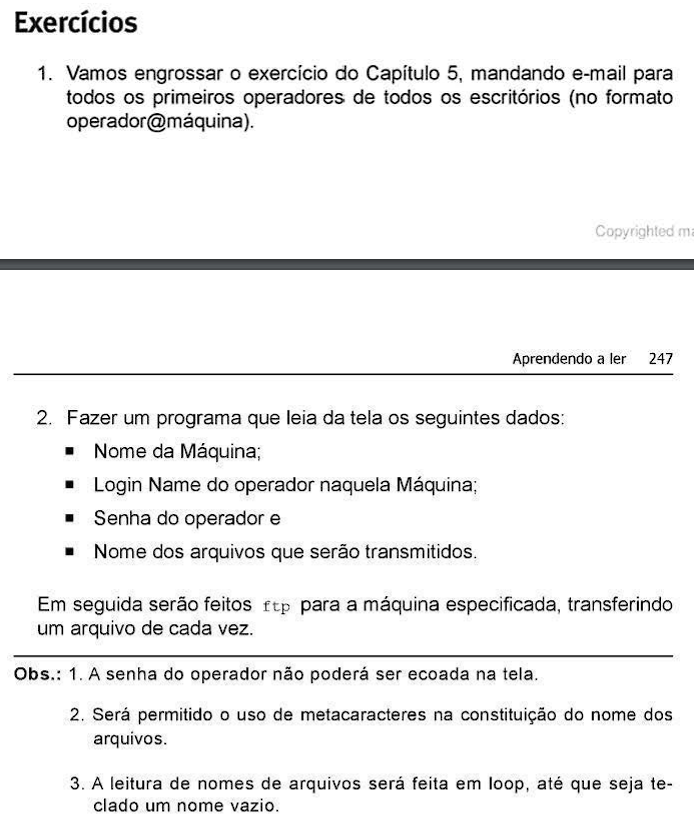 Exercícios
1. Vamos engrossar o exercício do Capítulo 5, mandando e-mail para
todos os primeiros operadores de todos os escritórios (no formato
operador@máquina).
Copyrighted
Aprendendo a ler 247
2. Fazer um programa que leia da tela os seguintes dados:
■ Nome da Máquina;
■ Login Name do operador naquela Máquina;
■ Senha do operador e
■ Nome dos arquivos que serão transmitidos.
Em seguida serão feitos ftp para a máquina especificada, transferindo
um arquivo de cada vez.
Obs.: 1. A senha do operador não poderá ser ecoada na tela.
2. Será permitido o uso de metacaracteres na constituição do nome dos
arquivos.
3. A leitura de nomes de arquivos será feita em loop, até que seja te-
clado um nome vazio.